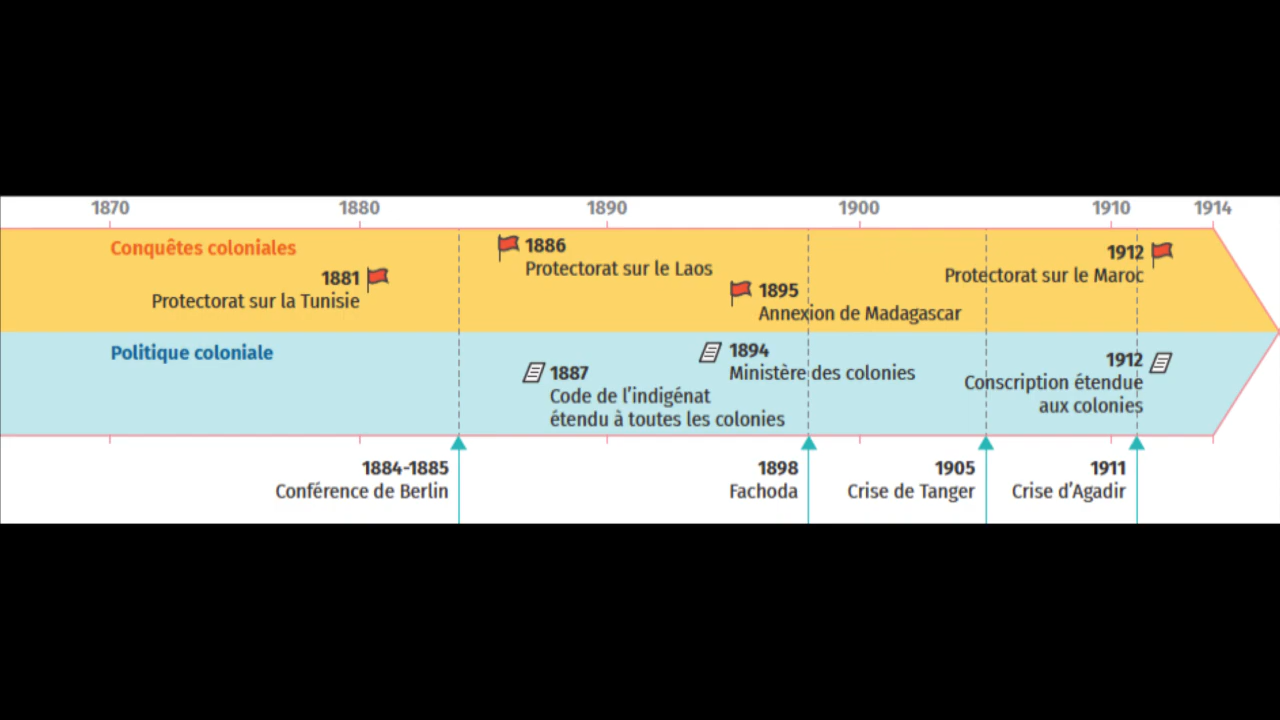 1870 1880 1890 1900 1910 1914
Conquêtes coloniales
1881
Protectorat sur la Tunisie
1886
Protectorat sur le Laos
1895
Annexion de Madagascar
1912
Protectorat sur le Maroc
Politique coloniale
1887
Code de l’indigénat
étendu à toutes les colonies
1894
Ministère des colonies
1912
Conscription étendue
aux colonies
1884-1885
Conférence de Berlin
1898
Fachoda
1905
Crise de Tanger
1911
Crise d’Agadir